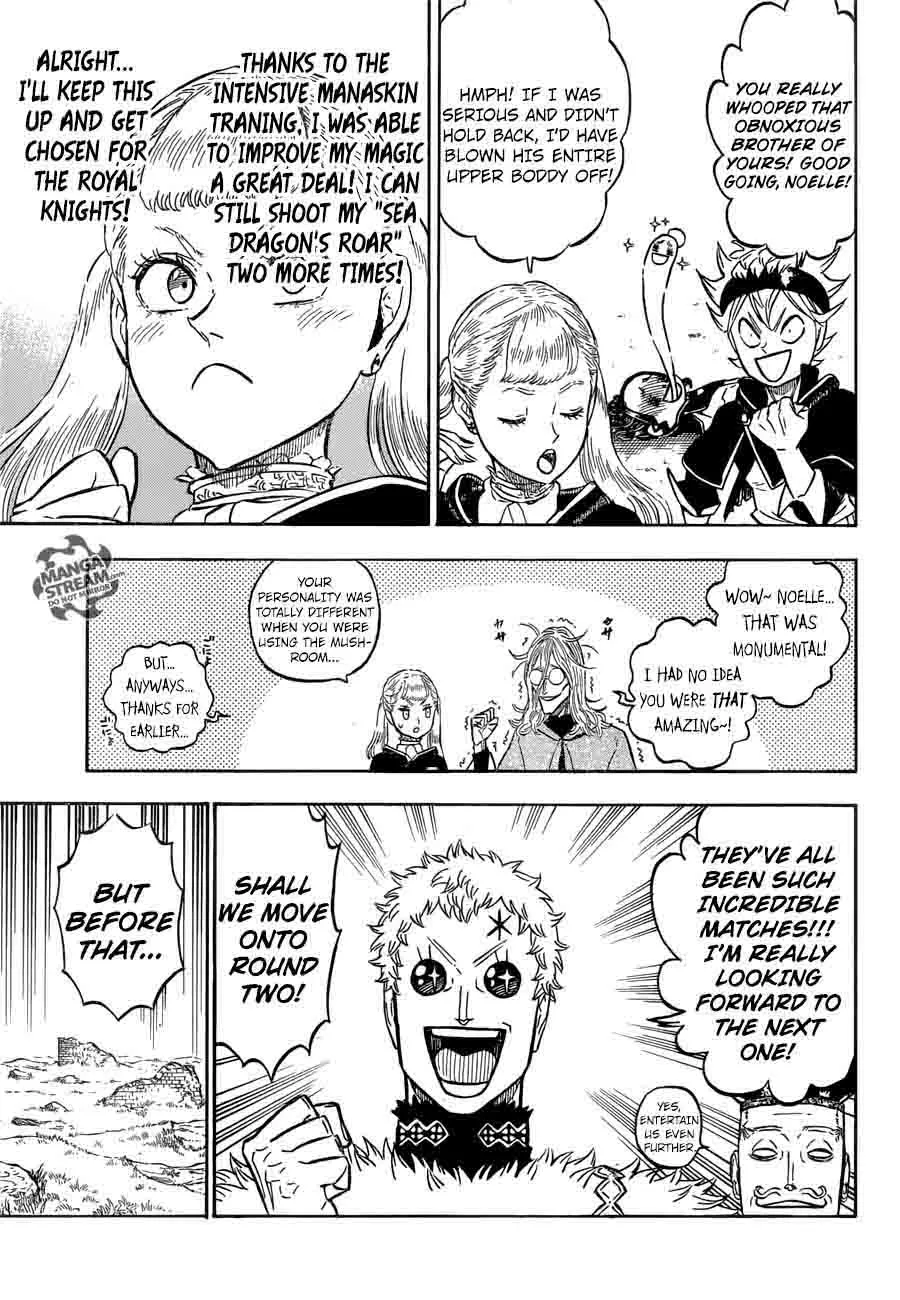 YOU REALLY
WHOOPED THAT
OBNOXIOUS
BROTHER OF
YOURS! GOOD
GOING, NOELLE!
HMPH! IF I WAS
SERIOUS AND DIDN'T
HOLD BACK, I'D HAVE
BLOWN HIS ENTIRE
UPPER BODDY OFF!
THANKS TO THE
INTENSIVE MANASKIN
TRANING, I WAS ABLE
TO IMPROVE MY MAGIC
A GREAT DEAL! I CAN
STILL SHOOT MY "SEA
DRAGON'S ROAR"
TWO MORE TIMES!
ALRIGHT...
I'LL KEEP THIS
UP AND GET
CHOSEN FOR
THE ROYAL
KNIGHTS!
MANGA
STREAM.com
DO NOT MIRROR!
WOW~ NOELLE...
THAT WAS
MONUMENTAL!
I HAD NO IDEA
YOU WERE THAT
AMAZING~!
YOUR
PERSONALITY WAS
TOTALLY DIFFERENT
WHEN YOU WERE
USING THE MUSH-
ROOM...
BUT...
ANYWAYS...
THANKS FOR
EARLIER...
THEY'VE ALL
BEEN SUCH
INCREDIBLE
MATCHES!!!
I'M REALLY
LOOKING
FORWARD TO
THE NEXT
ONE!
YES,
ENTERTAIN
US EVEN
FURTHER.
SHALL
WE MOVE
ONTO
ROUND
TWO!
BUT
BEFORE
THAT...